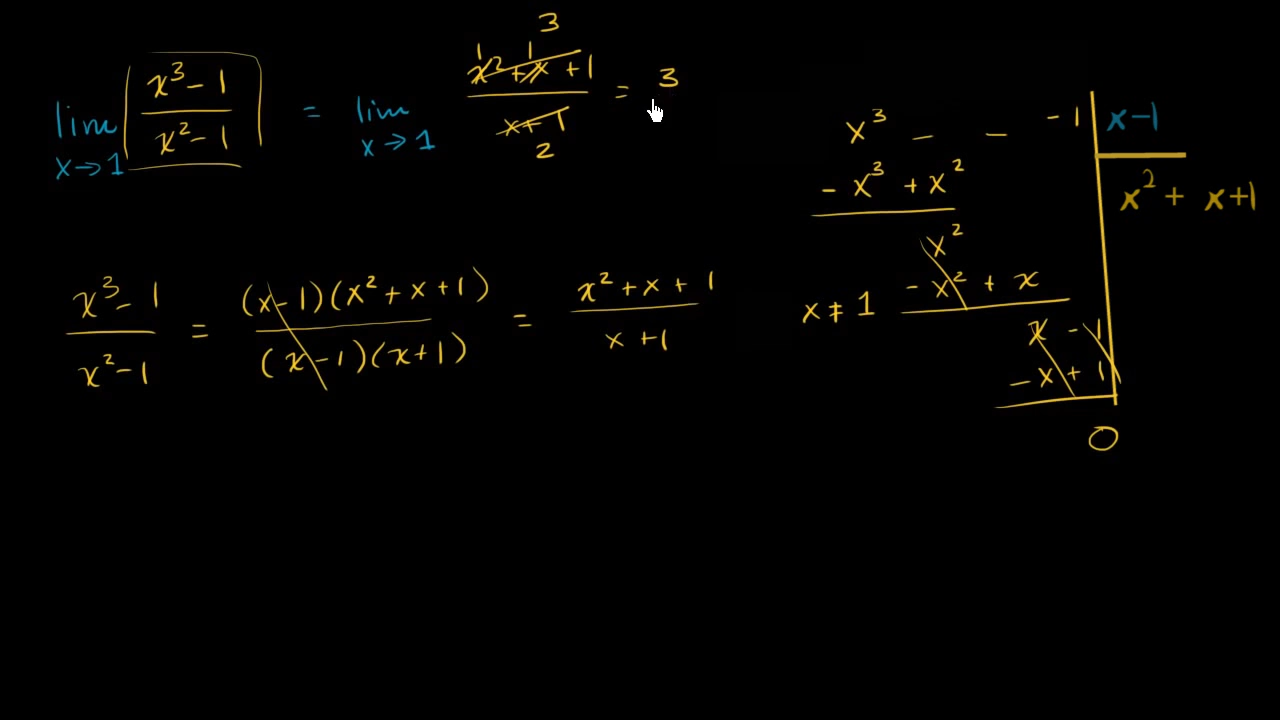 lim x→1 [x³ - 1 / x² - 1] = lim x→1 x² + x + 1 / x + 1 = 3
1 1 3
2
x³ - - -1 | x-1
- x³ + x² | x² + x+1
x²
- x² + x
x - 1
- x + 1
0
x³ - 1 / x² - 1 = (x - 1)(x² + x + 1) / (x - 1)(x + 1) = x² + x + 1 / x + 1 x ≠ 1